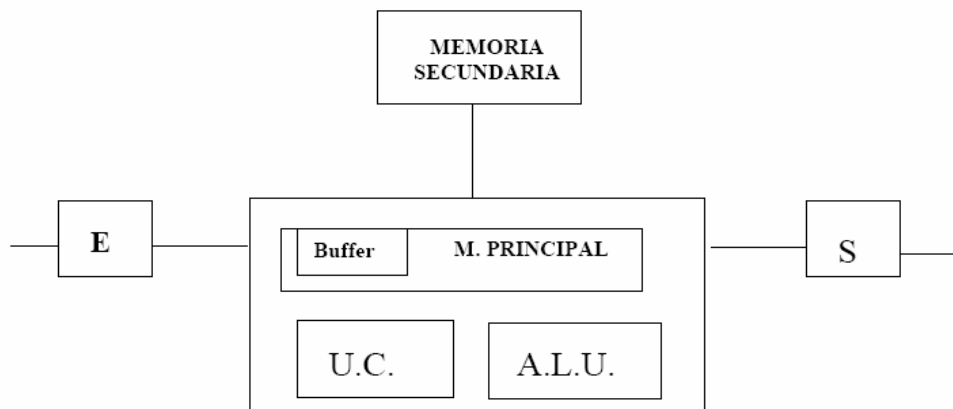 MEMORIA
SECUNDARIA
E
Buffer
M. PRINCIPAL
S
U.C.
A.L.U.